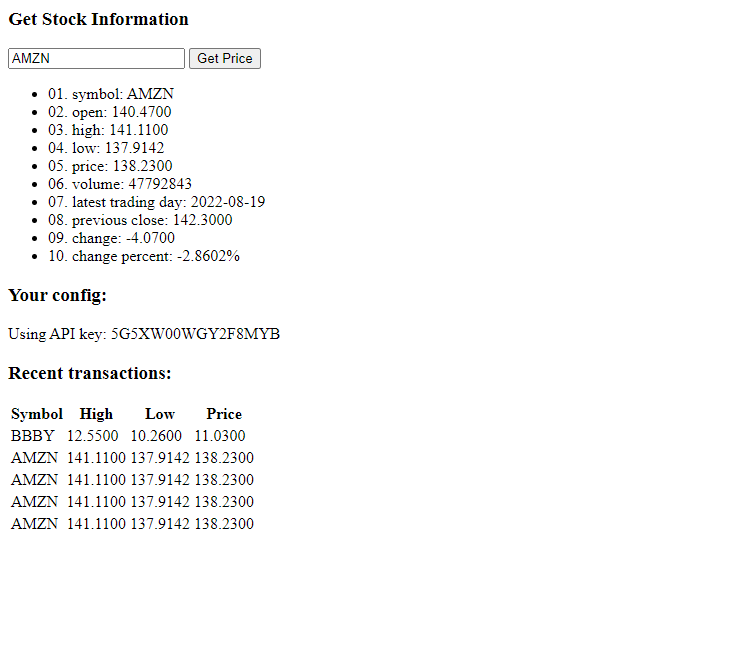 Get Stock Information
AMZN Get Price
01. symbol: AMZN
02. open: 140.4700
03. high: 141.1100
04. low: 137.9142
05. price: 138.2300
06. volume: 47792843
07. latest trading day: 2022-08-19
08. previous close: 142.3000
09. change: -4.0700
10. change percent: -2.8602%
Your config:
Using API key: 5G5XW00WGY2F8MYB
Recent transactions:
Symbol High Low Price
BBBY 12.5500 10.2600 11.0300
AMZN 141.1100 137.9142 138.2300
AMZN 141.1100 137.9142 138.2300
AMZN 141.1100 137.9142 138.2300
AMZN 141.1100 137.9142 138.2300